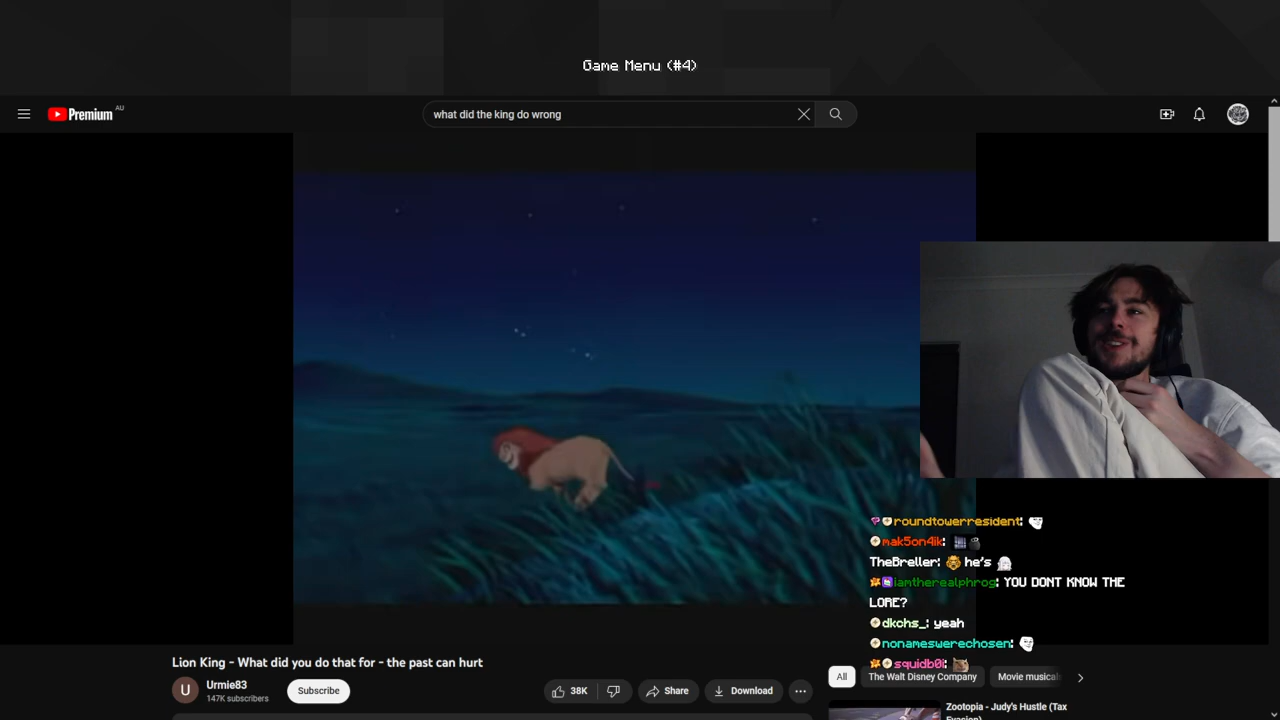 Game Menu (#4)
Premium AU
what did the king do wrong
roundtowerresident:
mak5on4ik:
TheBreller: he's
iamtherealphrog: YOU DONT KNOW THE
LORE?
dkchs_: yeah
nonameswerechosen:
squidb0i:
Lion King - What did you do that for - the past can hurt
U
Urmie83
147K subscribers
Subscribe
38K
Share
Download
All
The Walt Disney Company
Movie musicals
Zootopia - Judy's Hustle (Tax
Evasion)